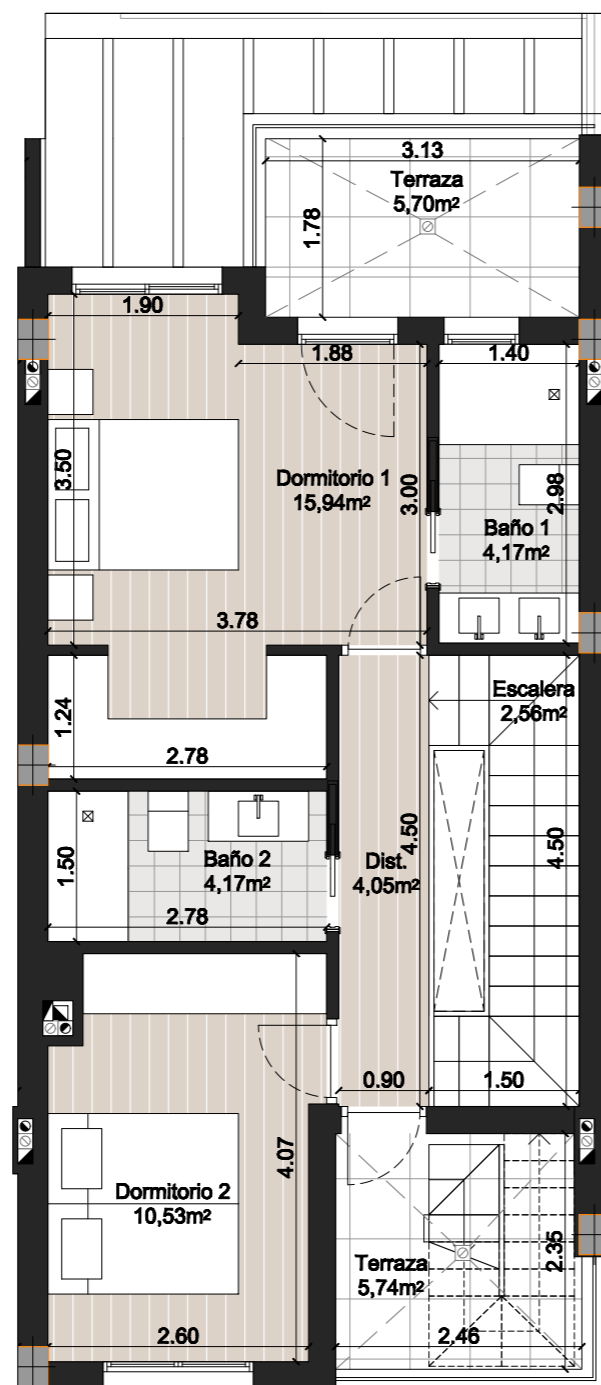 3.13
Terraza
5,70m²
1.78
1.90
1.88
1.40
3.50
Dormitorio 1
15,94m²
3.00
2.98
Baño 1
4,17m²
3.78
Escalera
2,56m²
1.24
2.78
1.50
Baño 2
4,17m²
2.78
4.50
Dist.
4,05m²
4.50
0.90
1.50
4.07
Dormitorio 2
10,53m²
2.35
Terraza
5,74m²
2.60
2.46